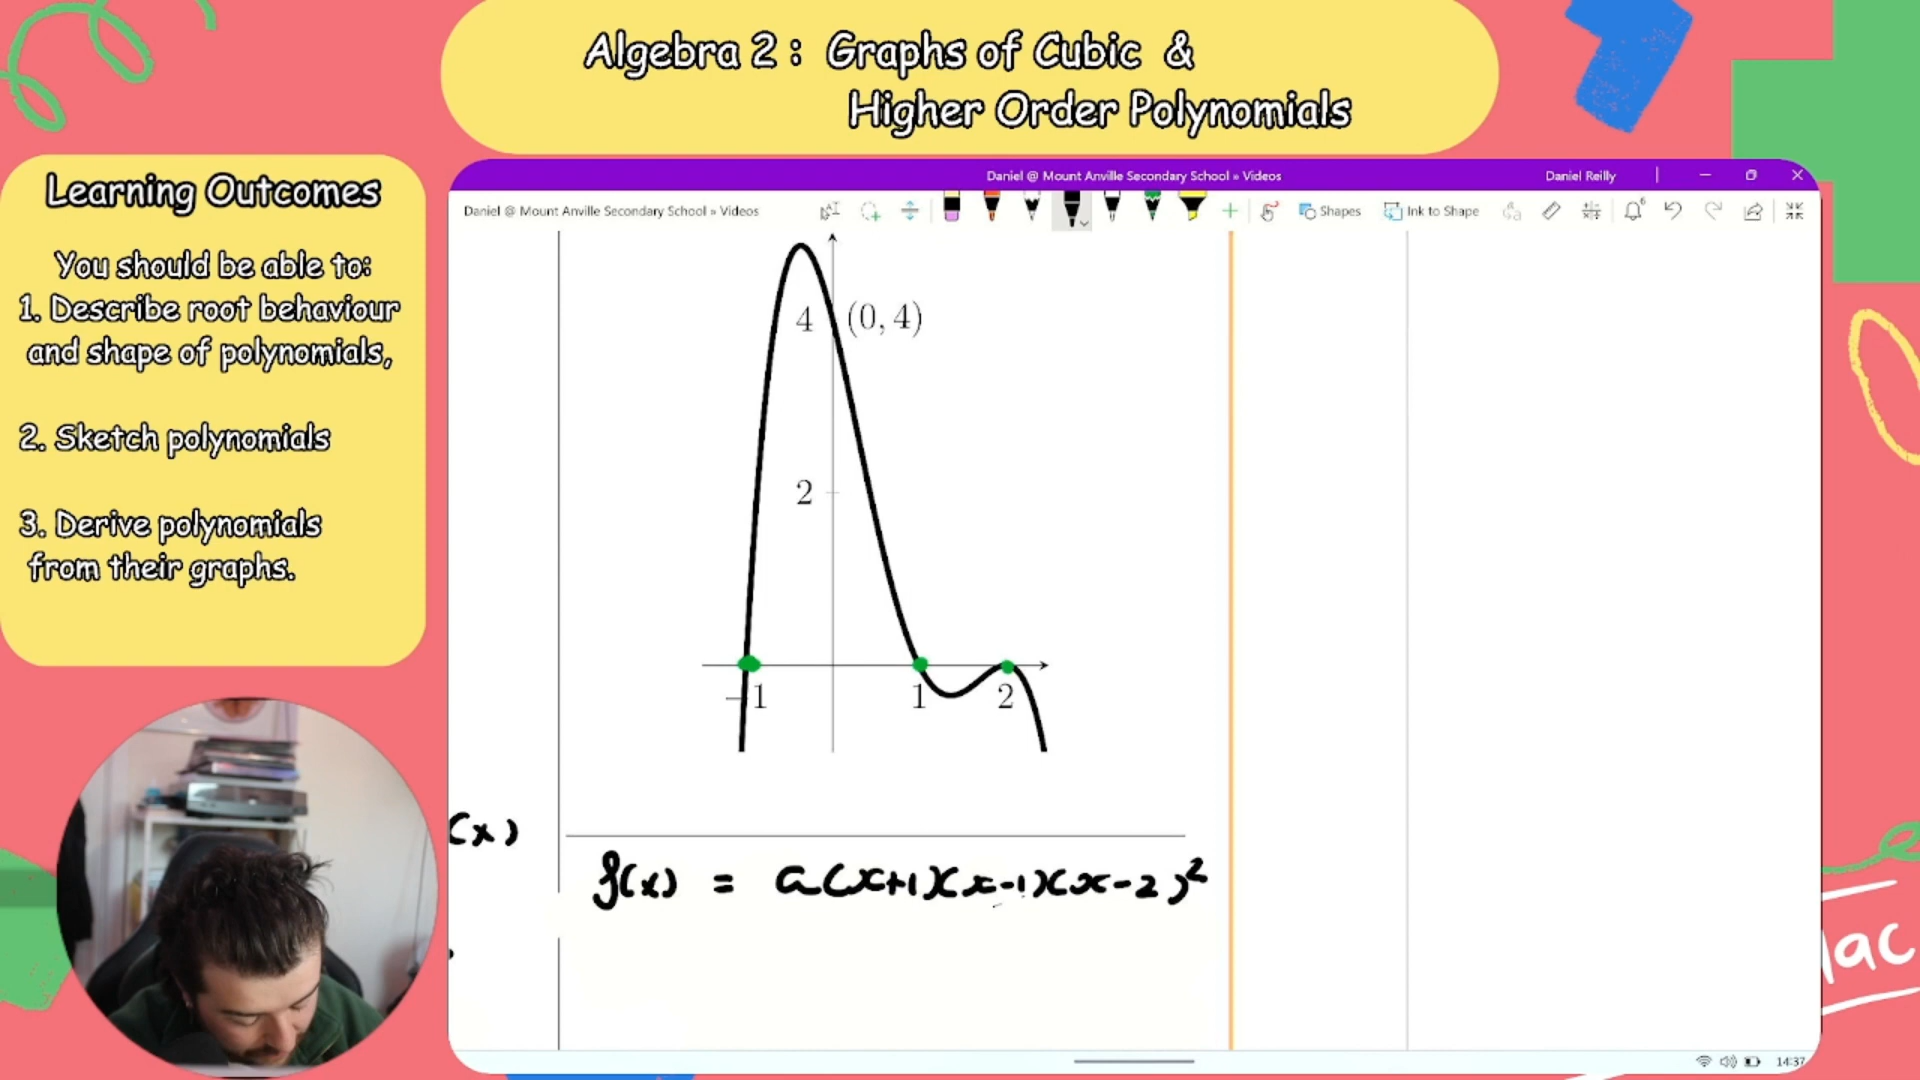 Algebra 2 : Graphs of Cubic &
Higher Order Polynomials
Learning Outcomes
You should be able to:
1. Describe root behaviour
and shape of polynomials,
2. Sketch polynomials
3. Derive polynomials
from their graphs.
Daniel @ Mount Anville Secondary School » Videos
Daniel Reilly
Daniel @ Mount Anville Secondary School » Videos
Shapes
Ink to Shape
6
4 (0, 4)
2
-1 1 2
(x)
f(x) = a(x+1)(x-1)(x-2)²
lac
14:37